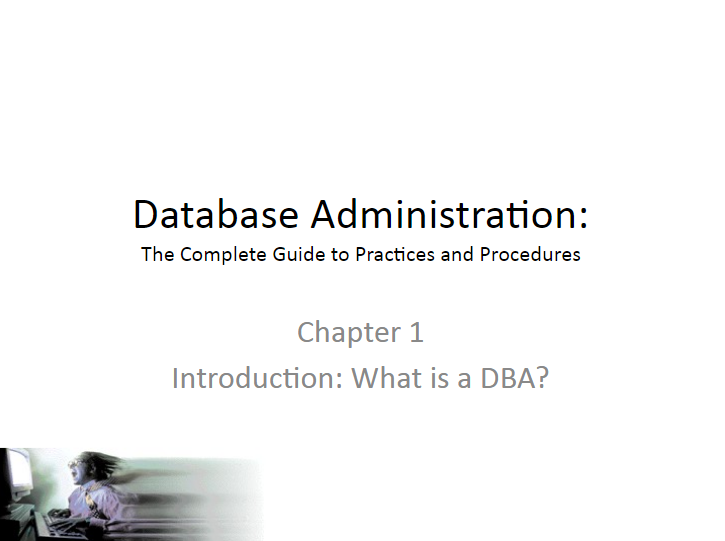 Database Administration:
The Complete Guide to Practices and Procedures
Chapter 1
Introduction: What is a DBA?